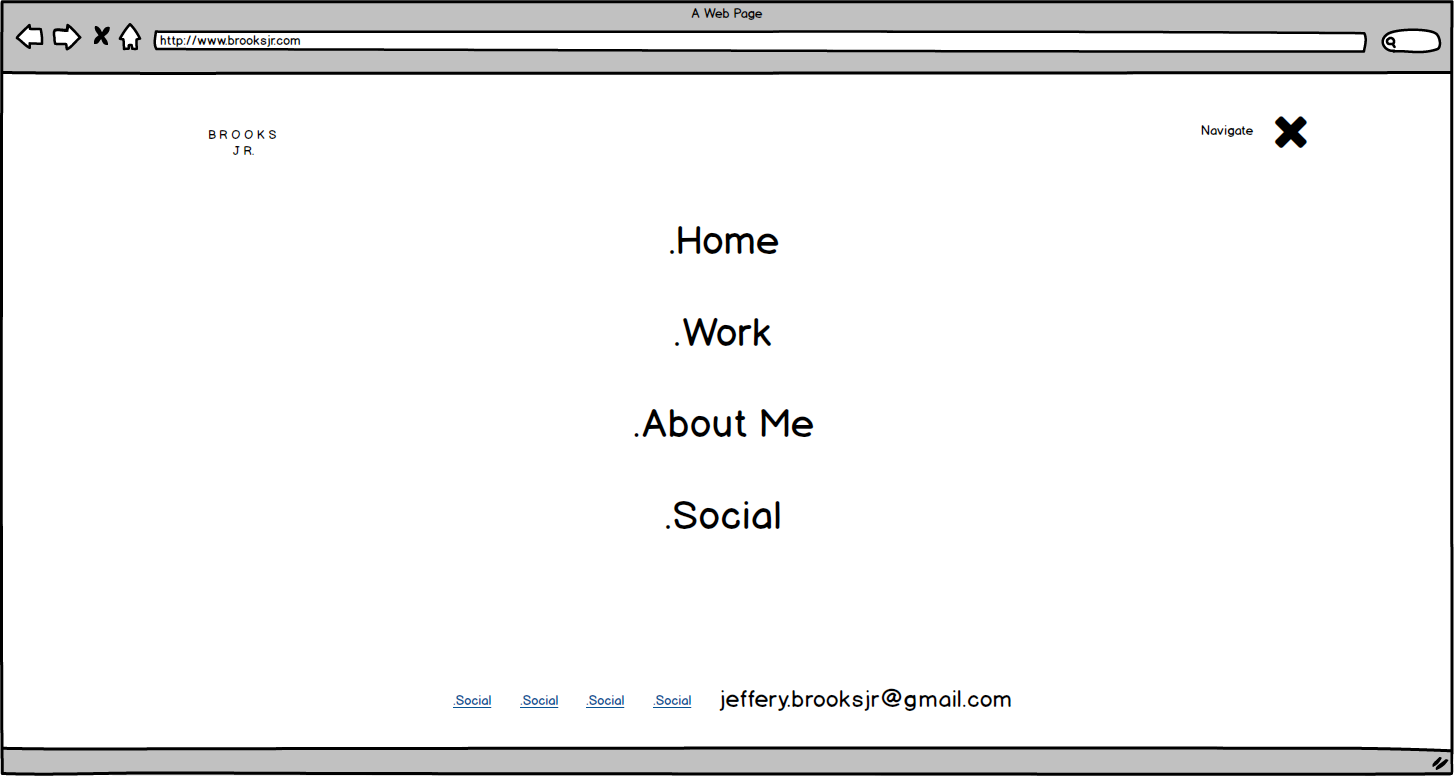 A Web Page
http://www.brooksjr.com
BROOKS
JR.
Navigate
.Home
.Work
.About Me
.Social
.Social .Social .Social .Social jeffery.brooksjr@gmail.com